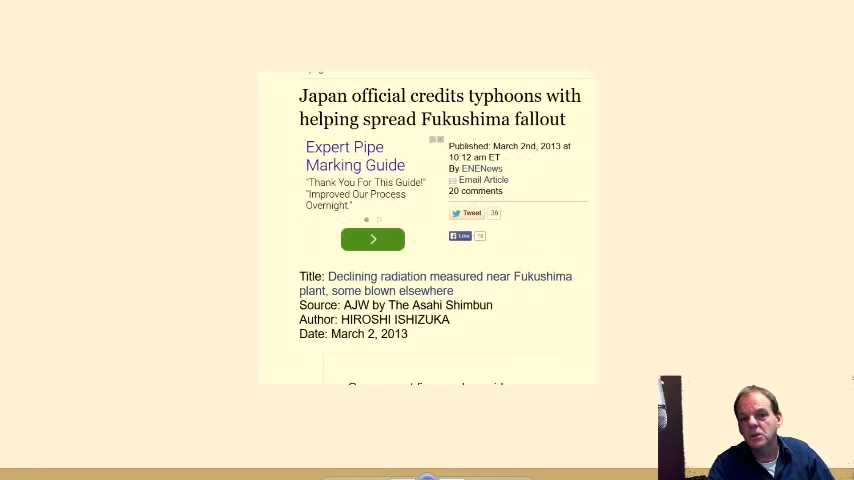 Japan official credits typhoons with
helping spread Fukushima fallout
Expert Pipe
Marking Guide
"Thank You For This Guide!"
"Improved Our Process
Overnight."
Published: March 2nd, 2013 at
10:12 am ET
By ENENews
Email Article
20 comments
Tweet 36
Like
Title: Declining radiation measured near Fukushima
plant, some blown elsewhere
Source: AJW by The Asahi Shimbun
Author: HIROSHI ISHIZUKA
Date: March 2, 2013